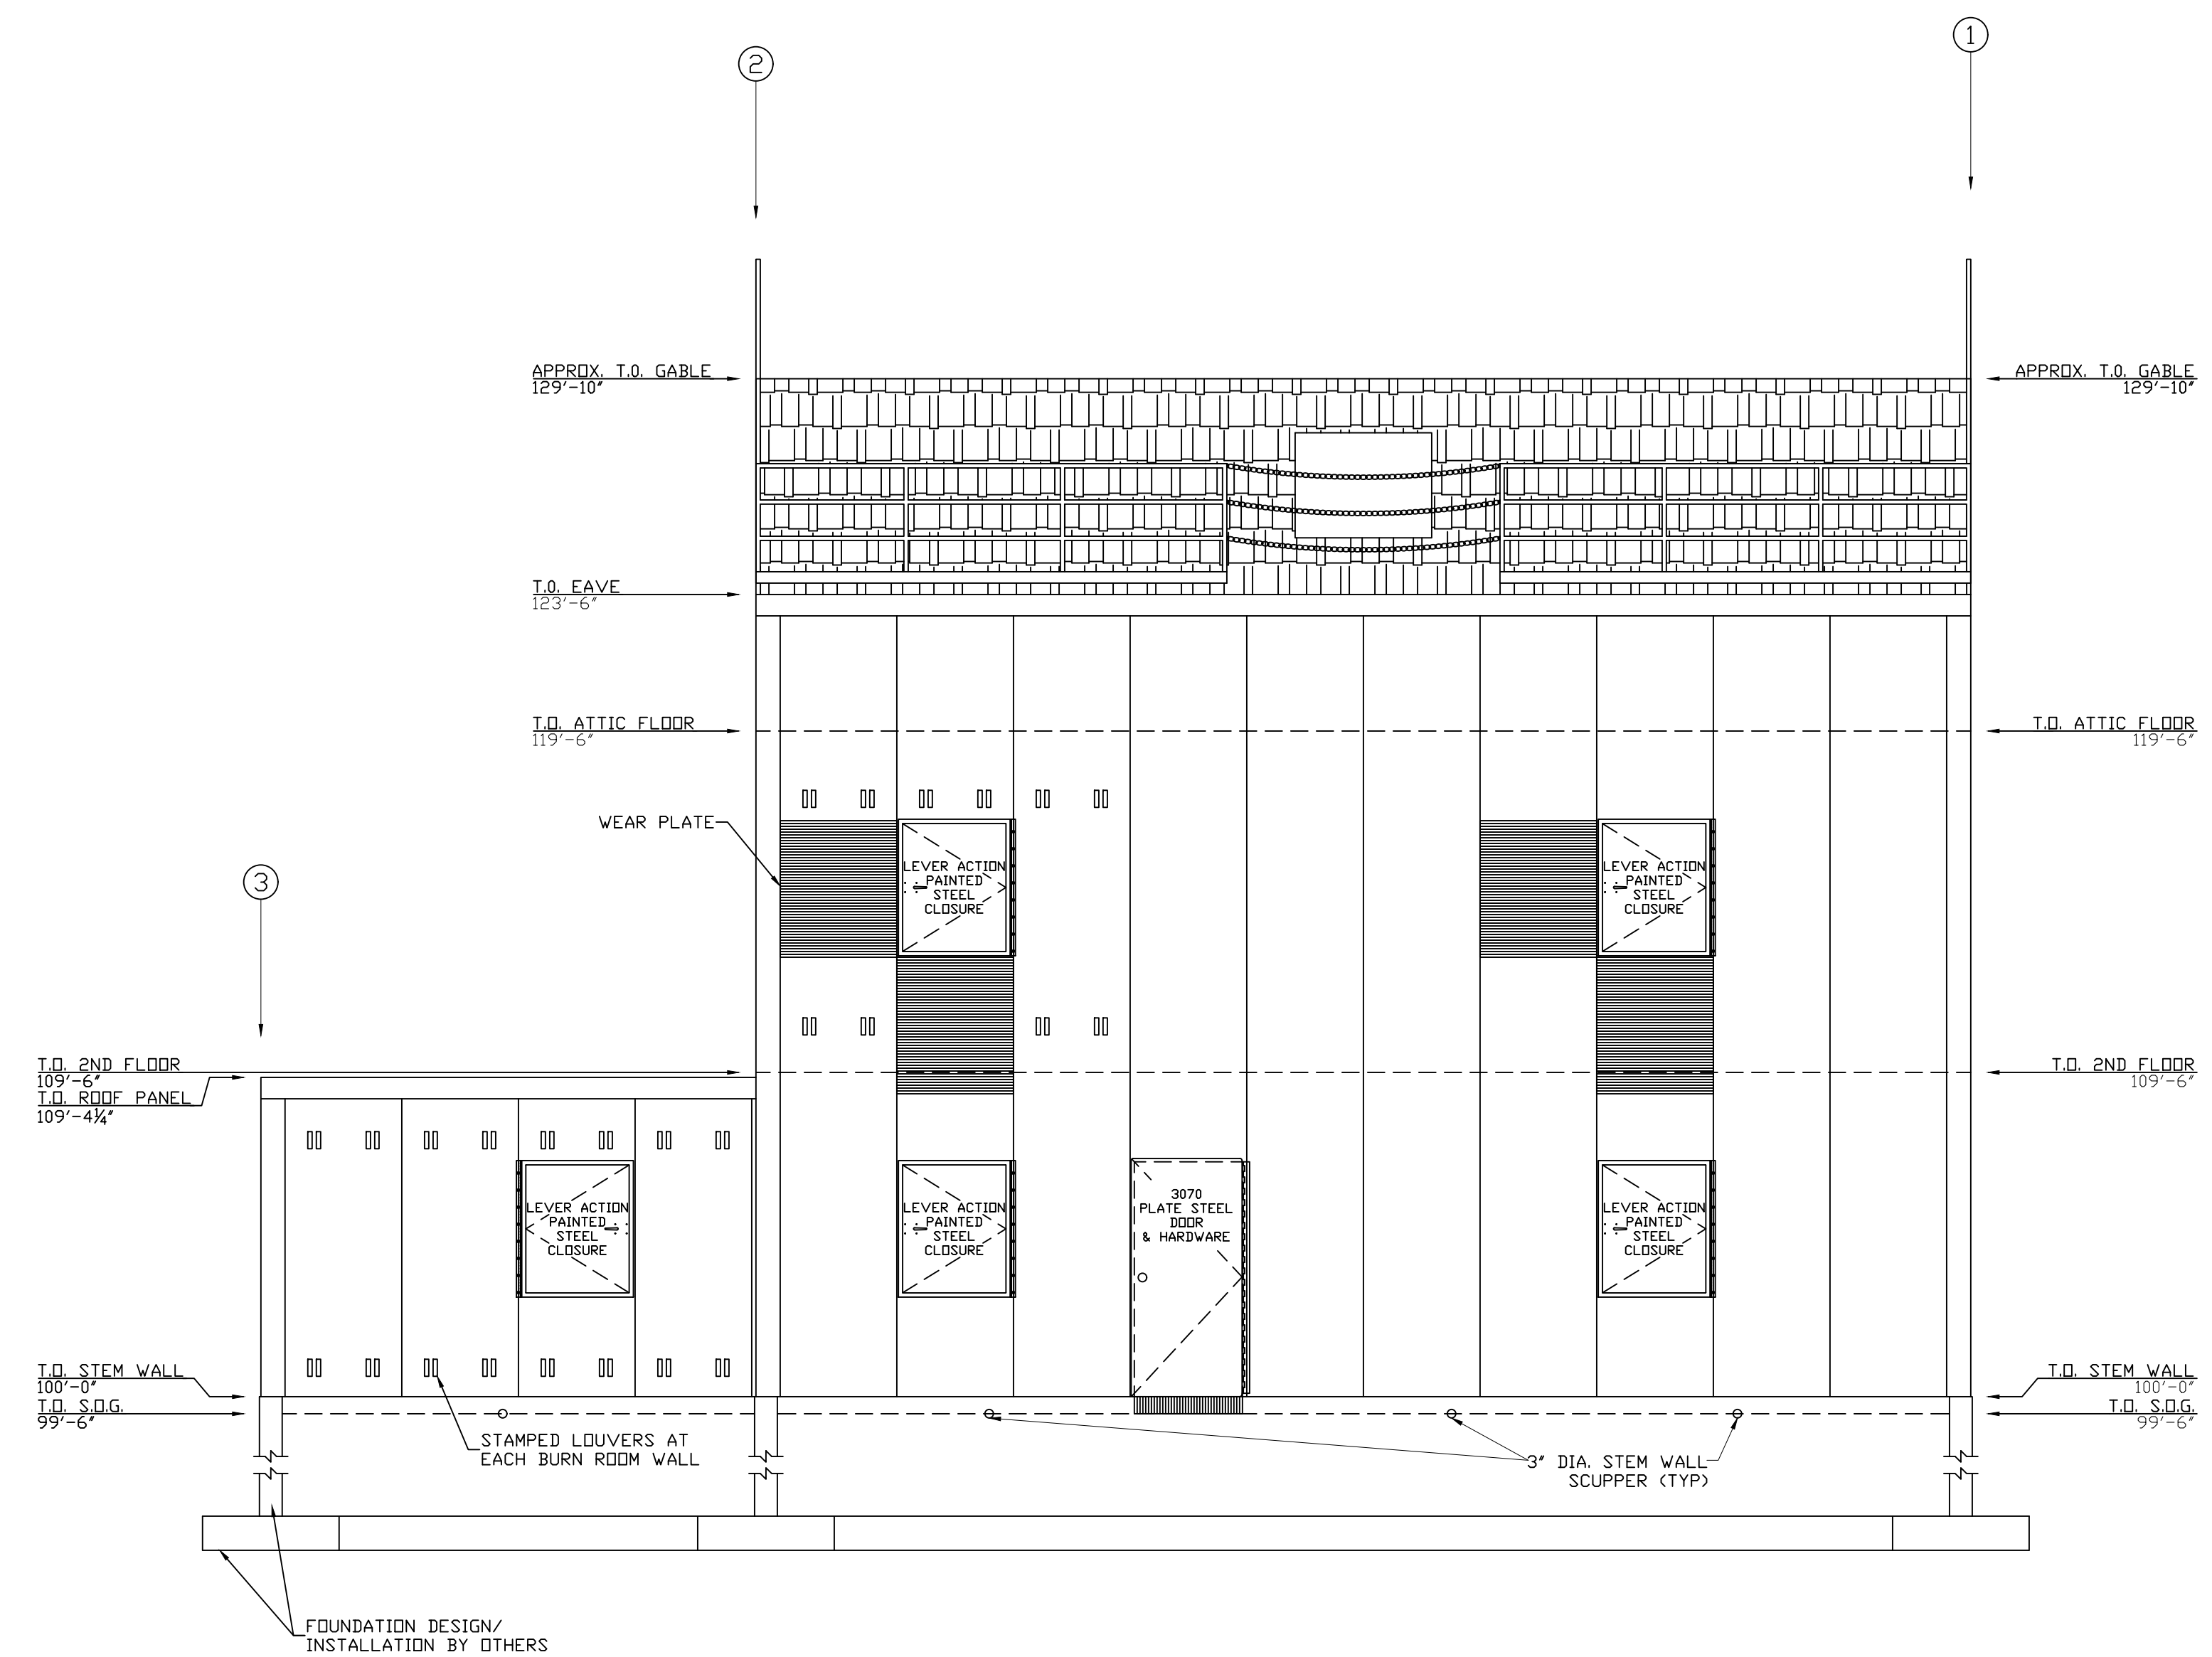 1
2
APPROX. T.O. GABLE
129'-10"
APPROX. T.O. GABLE
129'-10"
T.O. EAVE
123'-6"
T.O. ATTIC FLOOR
119'-6"
T.O. ATTIC FLOOR
119'-6"
WEAR PLATE
LEVER ACTION
PAINTED
STEEL
CLOSURE
LEVER ACTION
PAINTED
STEEL
CLOSURE
3
T.O. 2ND FLOOR
109'-6"
T.O. ROOF PANEL
109'-4¼"
T.O. 2ND FLOOR
109'-6"
LEVER ACTION
PAINTED
STEEL
CLOSURE
LEVER ACTION
PAINTED
STEEL
CLOSURE
3070
PLATE STEEL
DOOR
& HARDWARE
LEVER ACTION
PAINTED
STEEL
CLOSURE
T.O. STEM WALL
100'-0"
T.O. S.O.G.
99'-6"
T.O. STEM WALL
100'-0"
T.O. S.O.G.
99'-6"
STAMPED LOUVERS AT
EACH BURN ROOM WALL
3" DIA. STEM WALL
SCUPPER (TYP)
FOUNDATION DESIGN/
INSTALLATION BY OTHERS